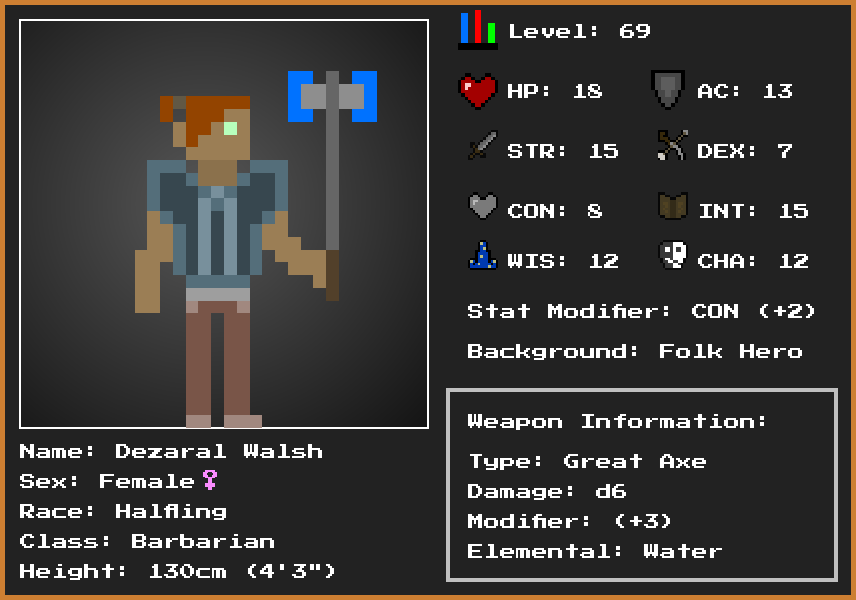 Level: 69
HP: 18 AC: 13
STR: 15 DEX: 7
CON: 8 INT: 15
WIS: 12 CHA: 12
Stat Modifier: CON (+2)
Background: Folk Hero
Weapon Information:
Type: Great Axe
Damage: d6
Modifier: (+3)
Elemental: Water
Name: Dezaral Walsh
Sex: Female♀
Race: Halfling
Class: Barbarian
Height: 130cm (4'3")